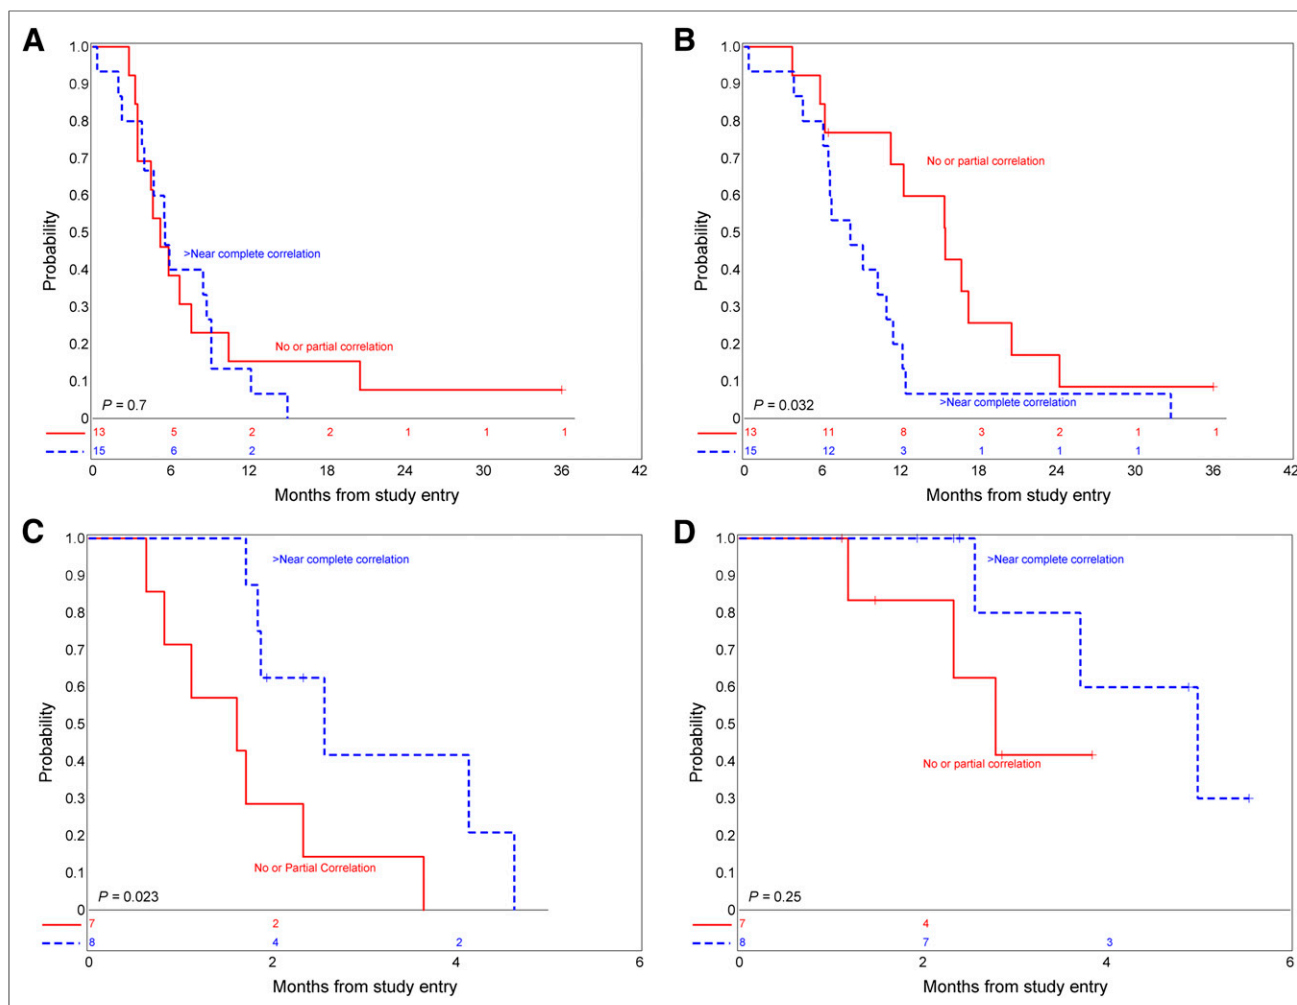 A
1.0
0.9
0.8
0.7
0.6
0.5
0.4
0.3
0.2
0.1
0
Probability
>Near complete correlation
No or partial correlation
P = 0.7
13 5 2 2 1 1 1
15 6 2
0 6 12 18 24 30 36 42
Months from study entry
B
1.0
0.9
0.8
0.7
0.6
0.5
0.4
0.3
0.2
0.1
0
Probability
No or partial correlation
>Near complete correlation
P = 0.032
13 11 8 3 2 1 1
15 12 3 1 1 1
0 6 12 18 24 30 36 42
Months from study entry
C
1.0
0.9
0.8
0.7
0.6
0.5
0.4
0.3
0.2
0.1
0
Probability
>Near complete correlation
No or Partial Correlation
P = 0.023
7 2
8 4 2
0 2 4 6
Months from study entry
D
1.0
0.9
0.8
0.7
0.6
0.5
0.4
0.3
0.2
0.1
0
Probability
>Near complete correlation
No or partial correlation
P = 0.25
7 4
8 7 3
0 2 4 6
Months from study entry